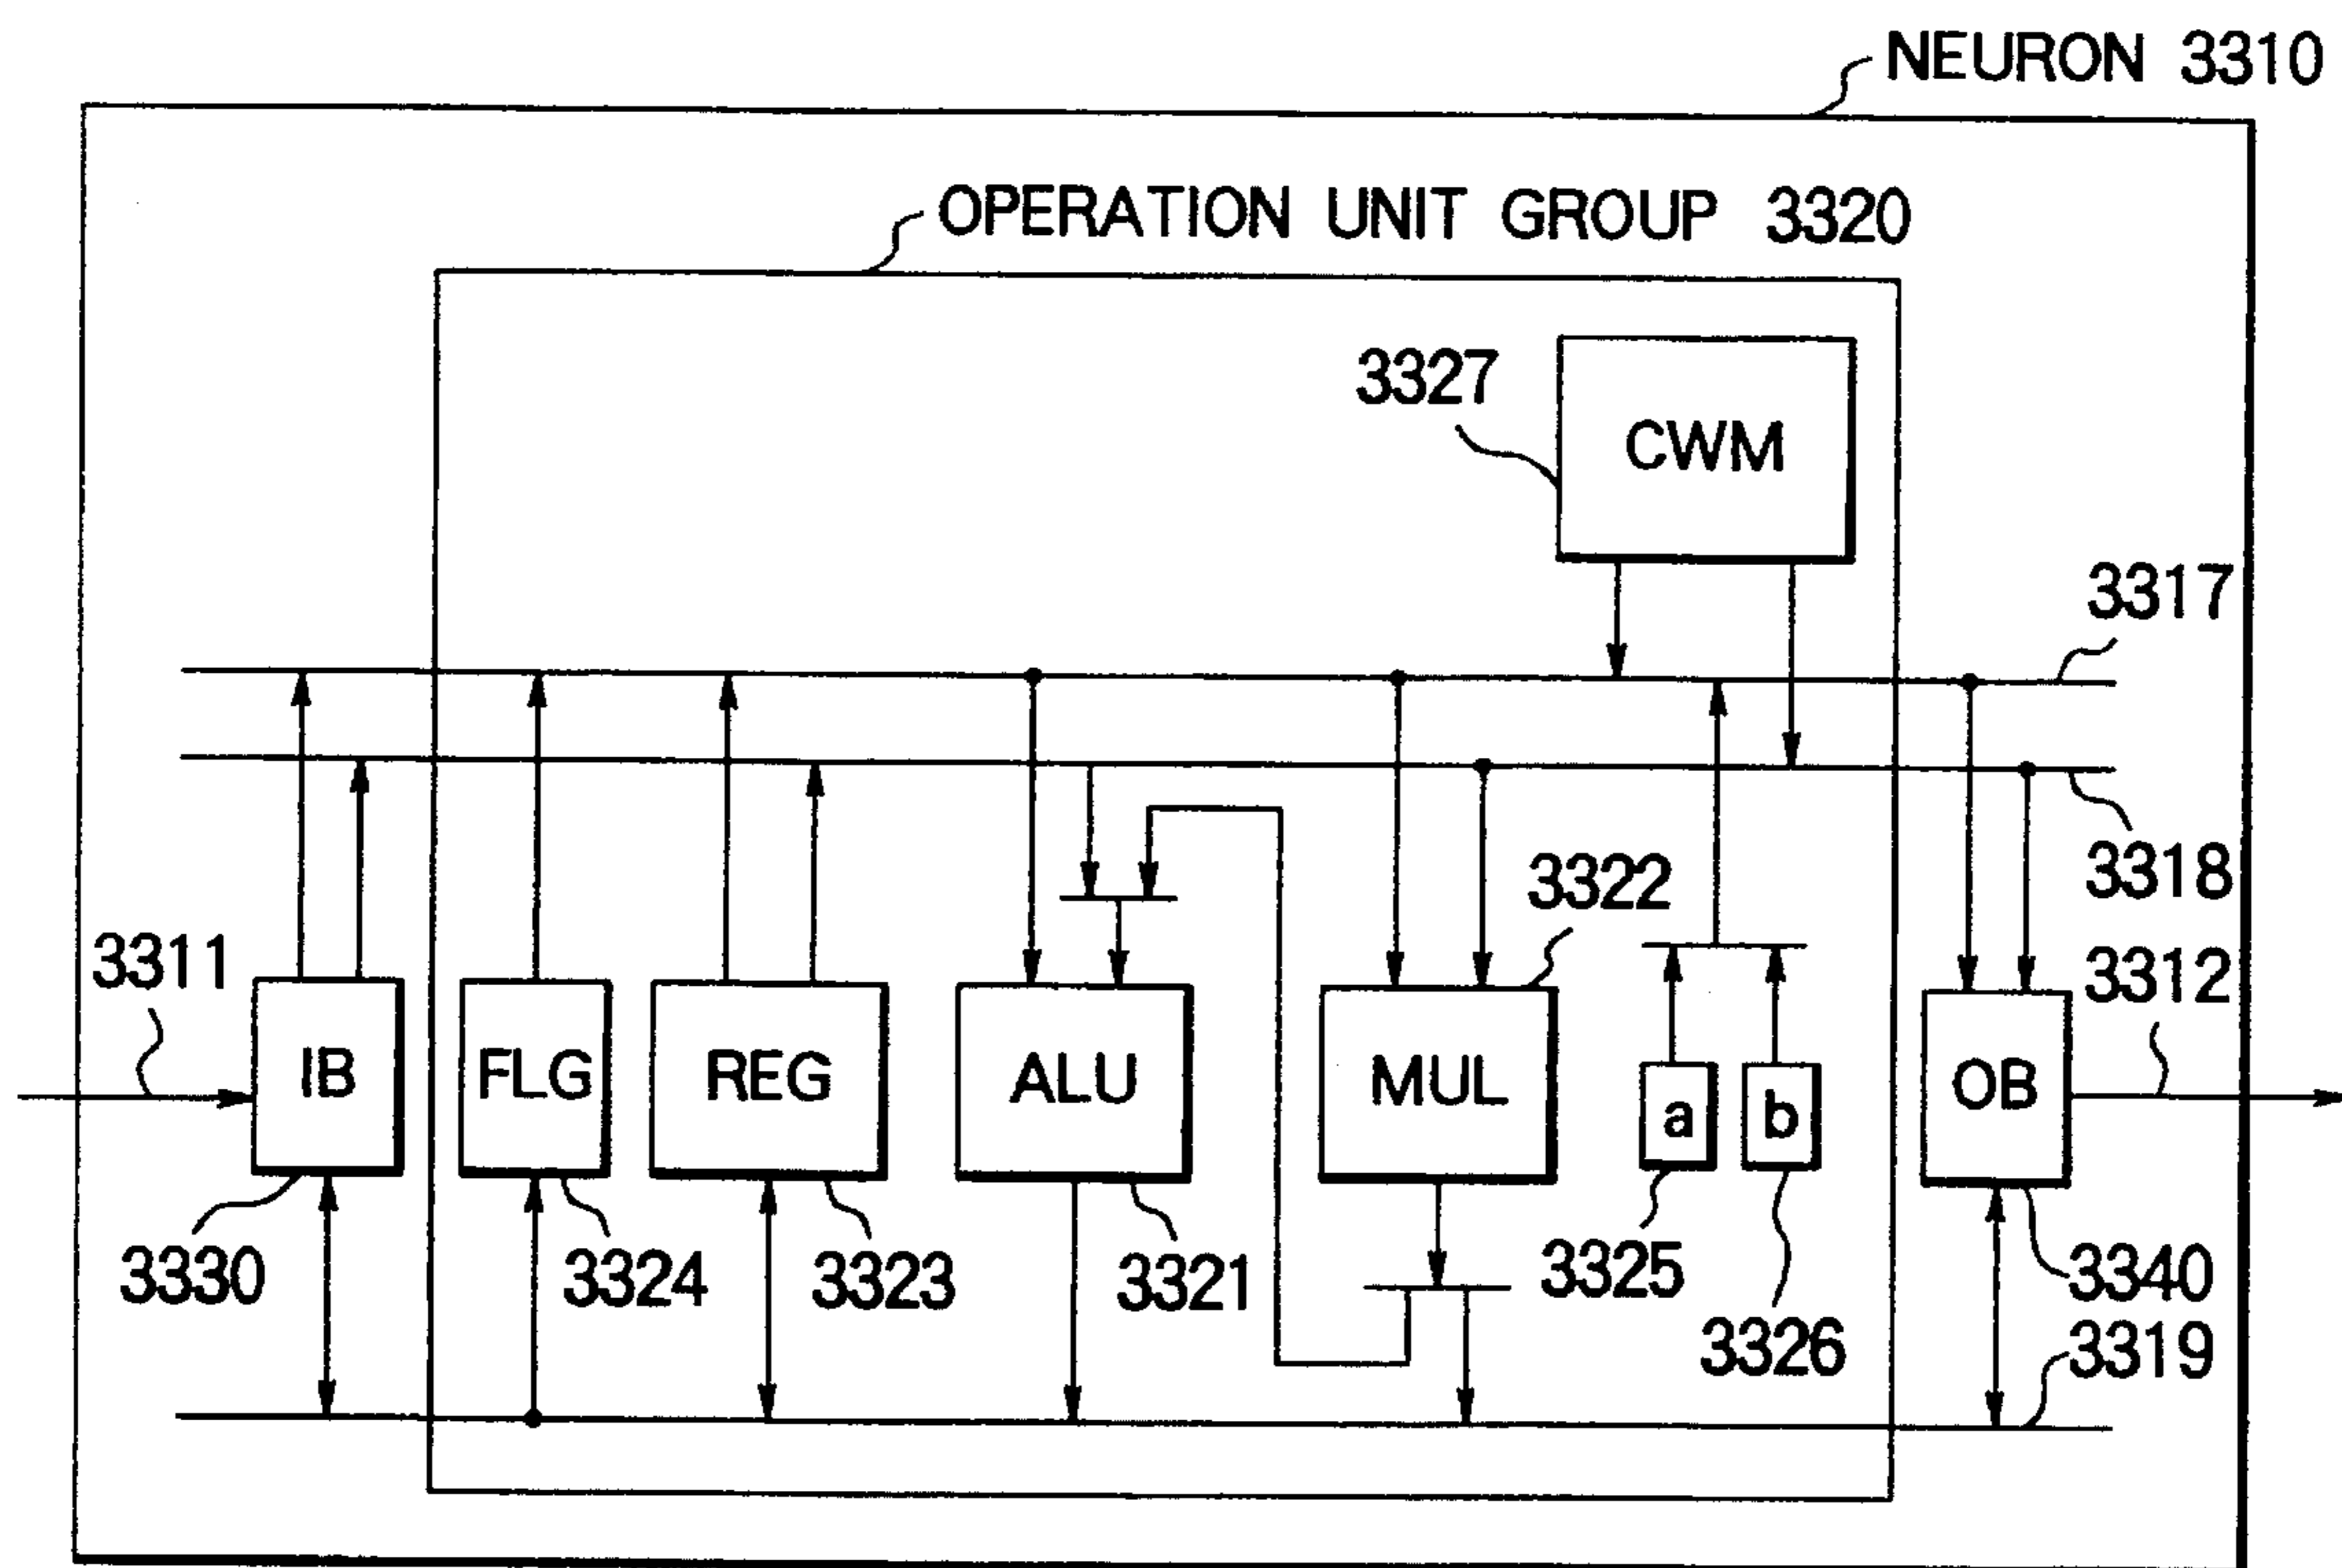 NEURON 3310
OPERATION UNIT GROUP 3320
3327
CWM
3317
3318
3322
3311
3312
IB
FLG
REG
ALU
MUL
a
b
OB
3330
3324
3323
3321
3325
3326
3340
3319